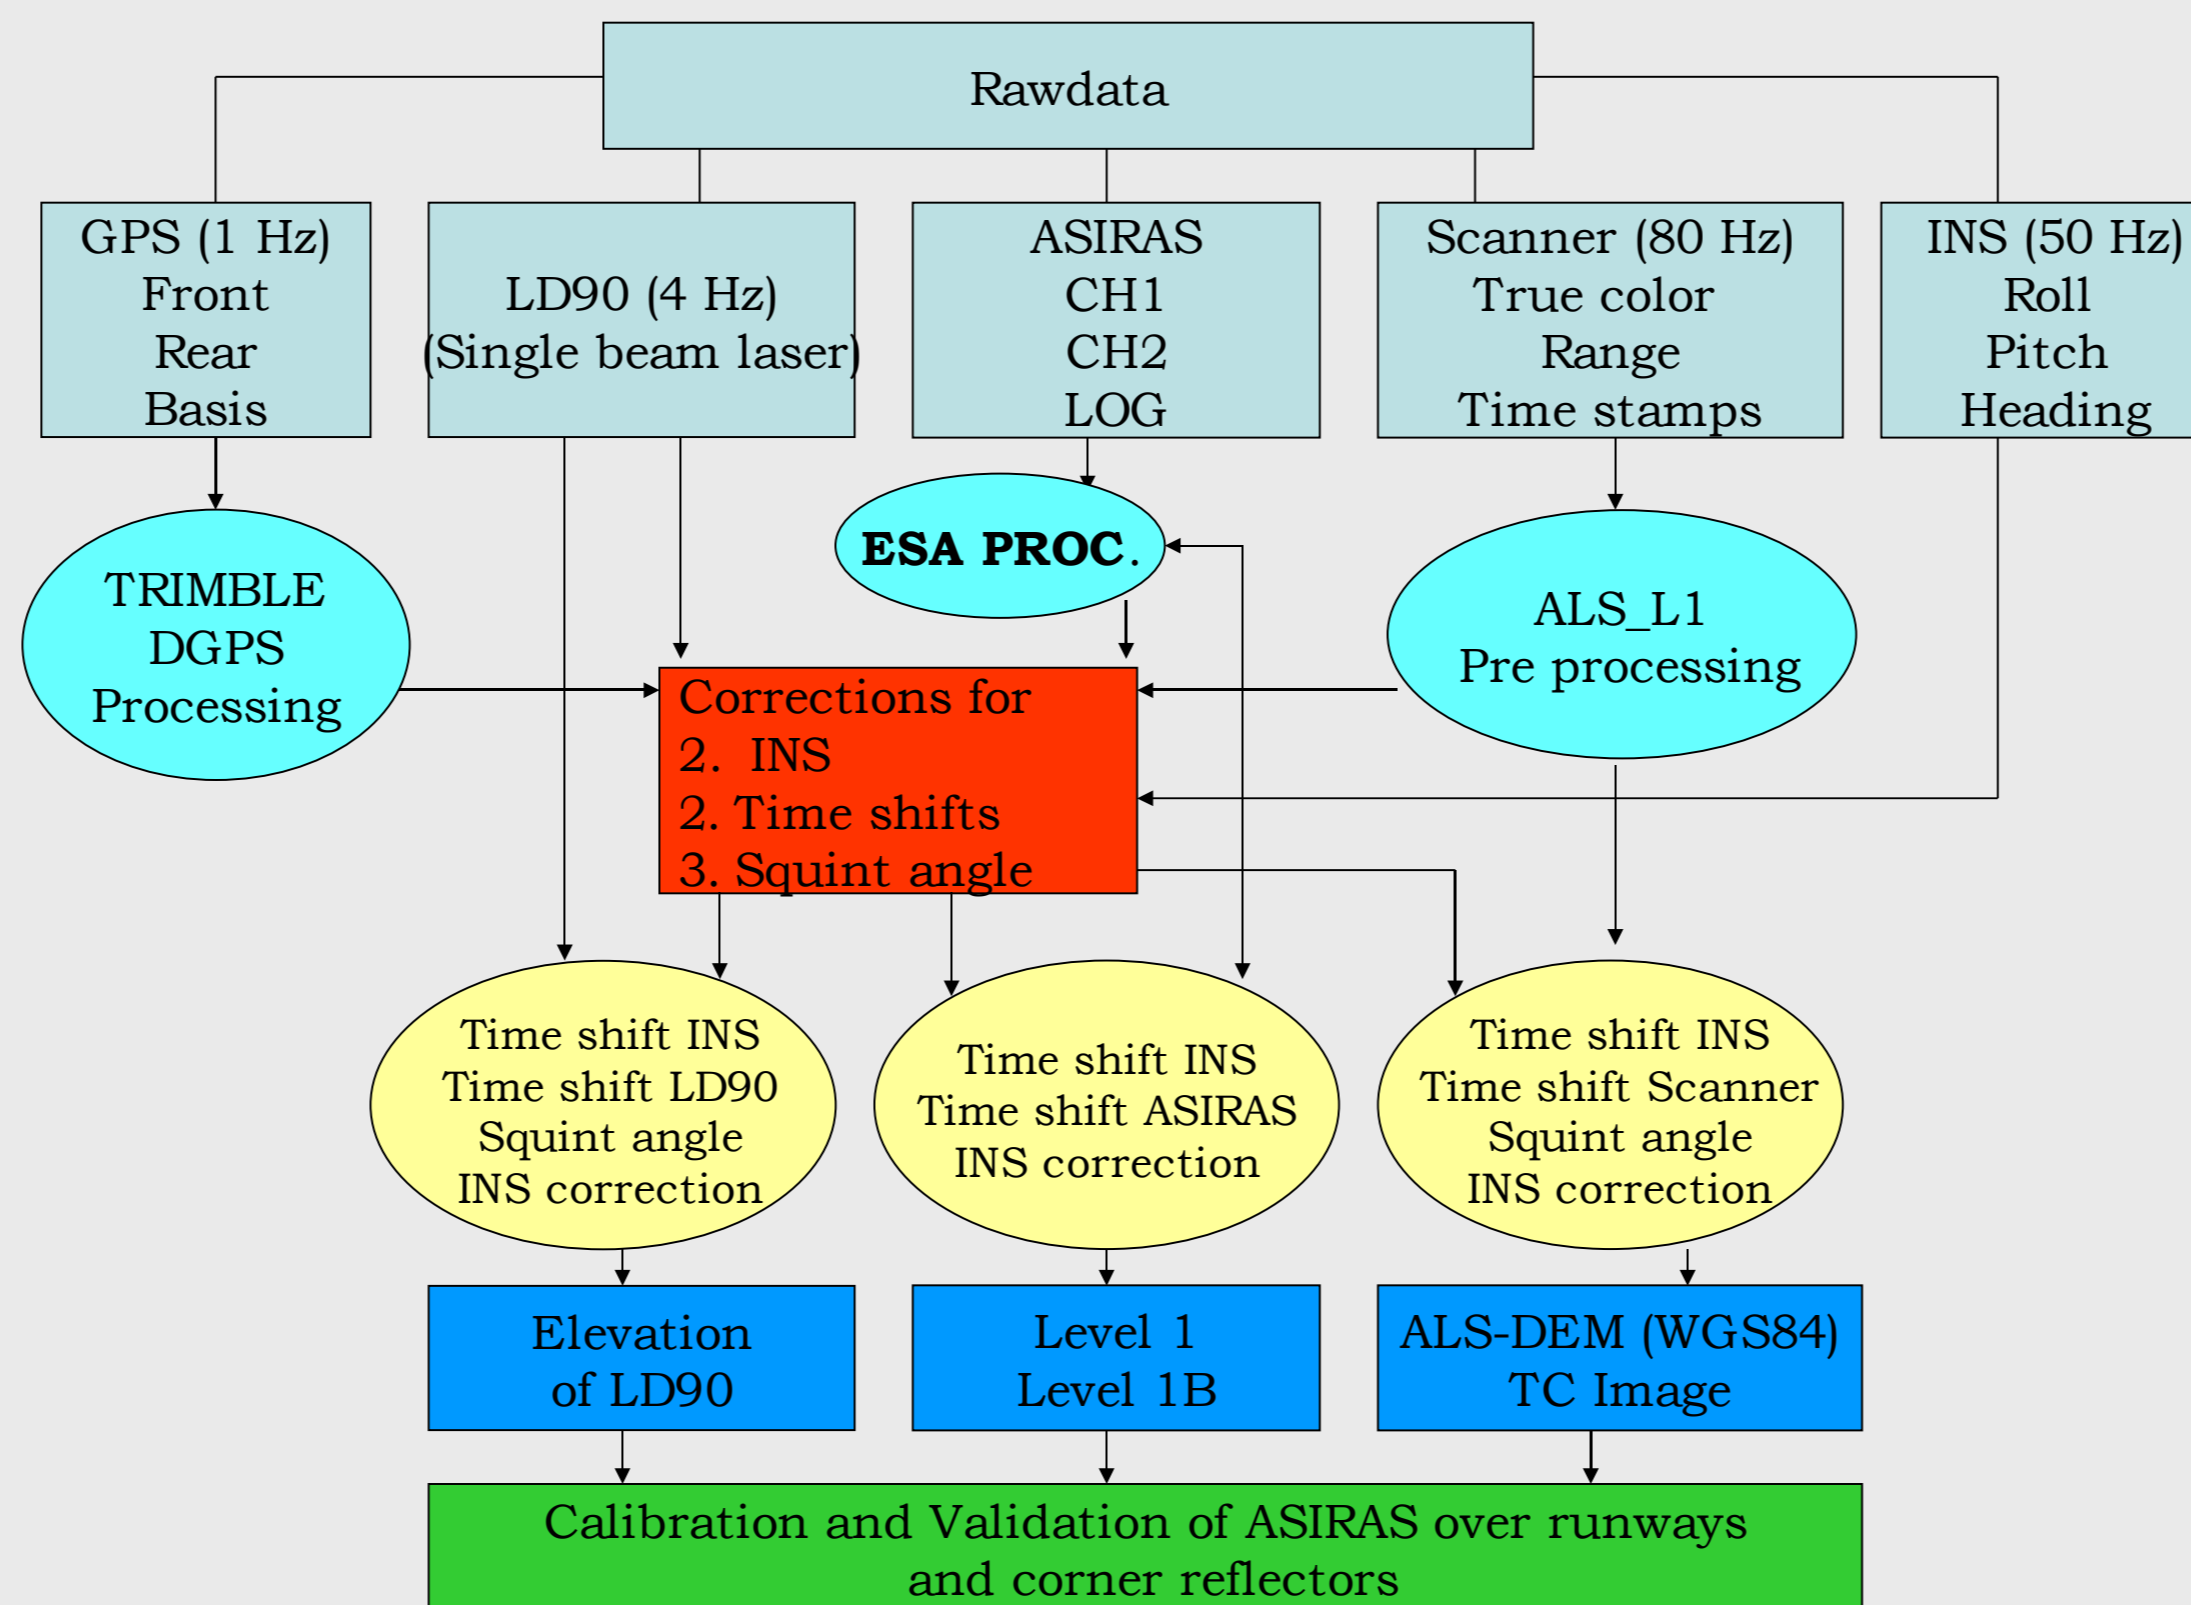 Rawdata
GPS (1 Hz)
Front
Rear
Basis
LD90 (4 Hz)
(Single beam laser)
ASIRAS
CH1
CH2
LOG
Scanner (80 Hz)
True color
Range
Time stamps
INS (50 Hz)
Roll
Pitch
Heading
TRIMBLE
DGPS
Processing
ESA PROC.
ALS_L1
Pre processing
Corrections for
2. INS
2. Time shifts
3. Squint angle
Time shift INS
Time shift LD90
Squint angle
INS correction
Time shift INS
Time shift ASIRAS
INS correction
Time shift INS
Time shift Scanner
Squint angle
INS correction
Elevation
of LD90
Level 1
Level 1B
ALS-DEM (WGS84)
TC Image
Calibration and Validation of ASIRAS over runways
and corner reflectors